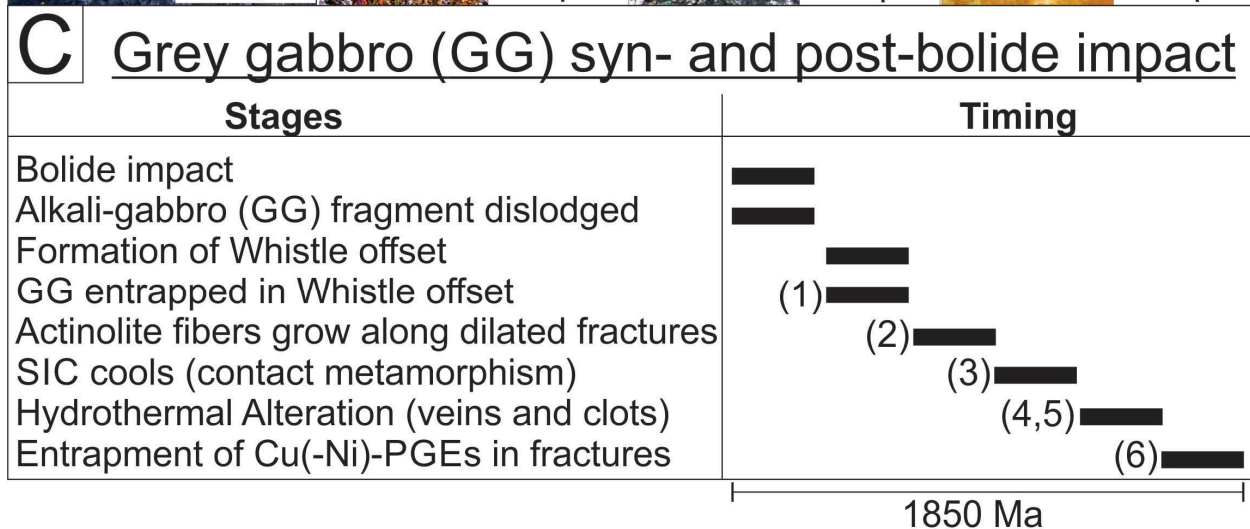 C Grey gabbro (GG) syn- and post-bolide impact
Stages Timing
Bolide impact
Alkali-gabbro (GG) fragment dislodged
Formation of Whistle offset
GG entrapped in Whistle offset (1)
Actinolite fibers grow along dilated fractures (2)
SIC cools (contact metamorphism) (3)
Hydrothermal Alteration (veins and clots) (4,5)
Entrapment of Cu(-Ni)-PGEs in fractures (6)
1850 Ma